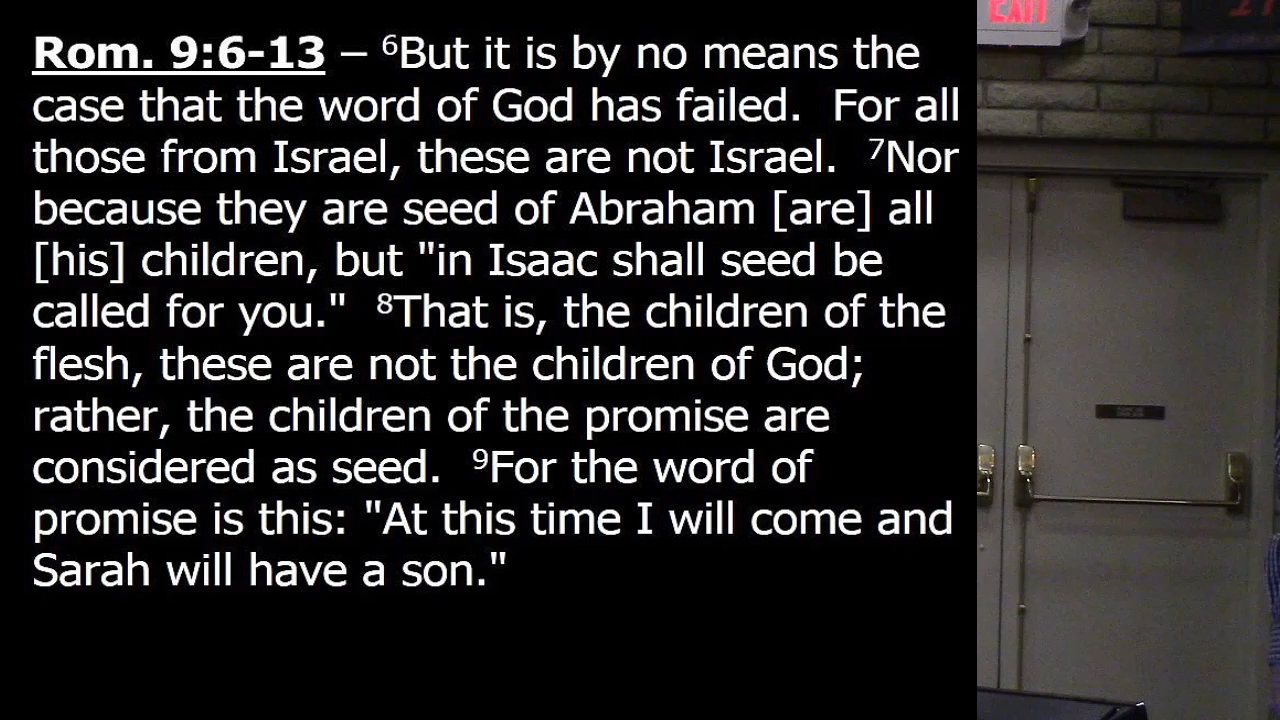 Rom. 9:6-13 – ⁶But it is by no means the
case that the word of God has failed.  For all
those from Israel, these are not Israel.  ⁷Nor
because they are seed of Abraham [are] all
[his] children, but "in Isaac shall seed be
called for you."  ⁸That is, the children of the
flesh, these are not the children of God;
rather, the children of the promise are
considered as seed.  ⁹For the word of
promise is this: "At this time I will come and
Sarah will have a son."
EXIT